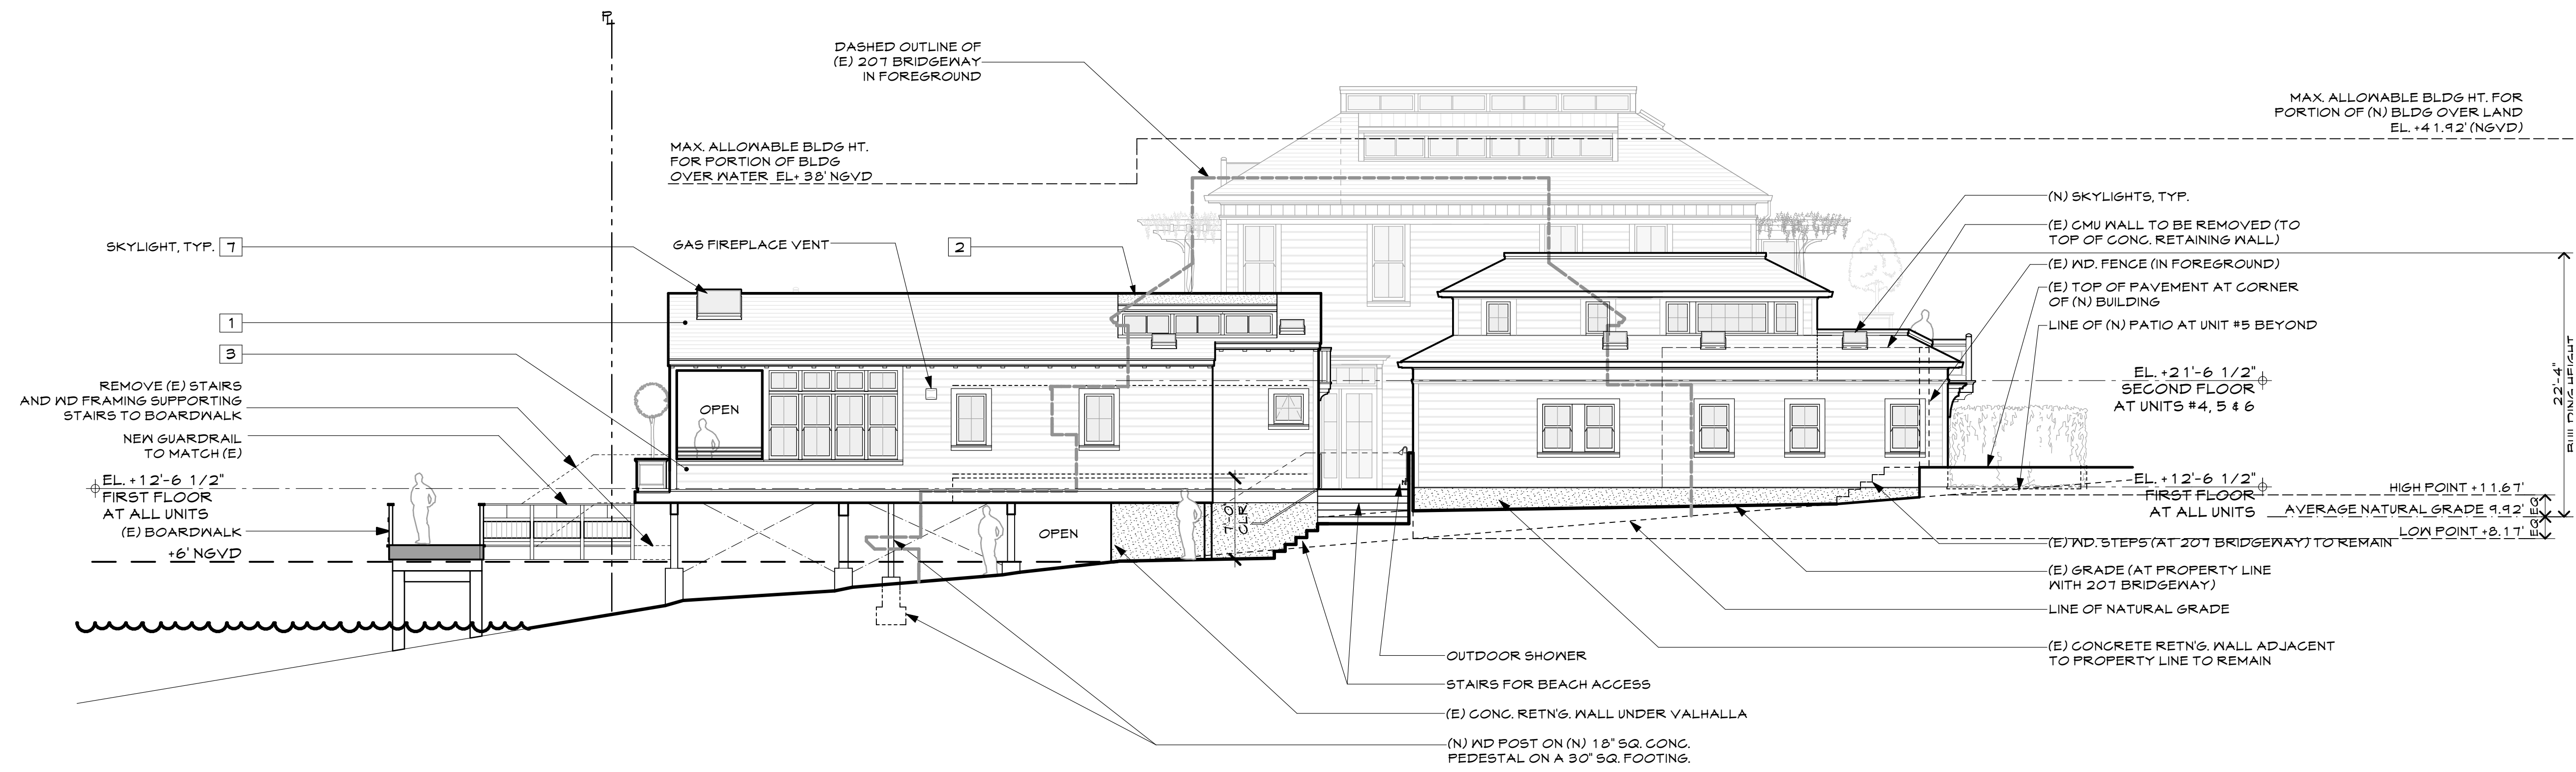 PL
DASHED OUTLINE OF
(E) 207 BRIDGEWAY
IN FOREGROUND
MAX. ALLOWABLE BLDG HT. FOR
PORTION OF (N) BLDG OVER LAND
EL. +41.92' (NGVD)
MAX. ALLOWABLE BLDG HT.
FOR PORTION OF BLDG
OVER WATER EL+ 38' NGVD
SKYLIGHT, TYP. 7
GAS FIREPLACE VENT
2
1
3
REMOVE (E) STAIRS
AND WD FRAMING SUPPORTING
STAIRS TO BOARDWALK
NEW GUARDRAIL
TO MATCH (E)
EL. +12'-6 1/2"
FIRST FLOOR
AT ALL UNITS
(E) BOARDWALK
+6' NGVD
OPEN
OPEN
7'-0"
CLR.
(N) SKYLIGHTS, TYP.
(E) CMU WALL TO BE REMOVED (TO
TOP OF CONC. RETAINING WALL)
(E) WD. FENCE (IN FOREGROUND)
(E) TOP OF PAVEMENT AT CORNER
OF (N) BUILDING
LINE OF (N) PATIO AT UNIT #5 BEYOND
EL. +21'-6 1/2"
SECOND FLOOR
AT UNITS #4, 5 & 6
22'-4"
BUILDING HEIGHT
EL. +12'-6 1/2"
FIRST FLOOR
AT ALL UNITS
HIGH POINT +11.67'
AVERAGE NATURAL GRADE 9.92'
LOW POINT +8.17'
EQ EQ
(E) WD. STEPS (AT 207 BRIDGEWAY) TO REMAIN
(E) GRADE (AT PROPERTY LINE
WITH 207 BRIDGEWAY)
LINE OF NATURAL GRADE
(E) CONCRETE RETN'G. WALL ADJACENT
TO PROPERTY LINE TO REMAIN
OUTDOOR SHOWER
STAIRS FOR BEACH ACCESS
(E) CONC. RETN'G. WALL UNDER VALHALLA
(N) WD POST ON (N) 18" SQ. CONC.
PEDESTAL ON A 30" SQ. FOOTING.